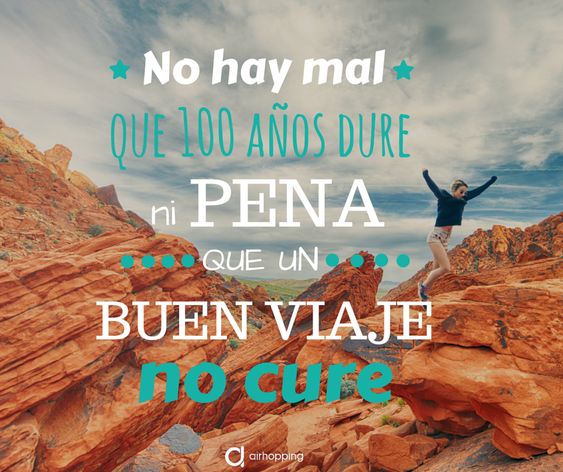 No hay mal
QUE 100 AÑOS DURE
ni PENA
QUE UN
BUEN VIAJE
no cure
airhopping